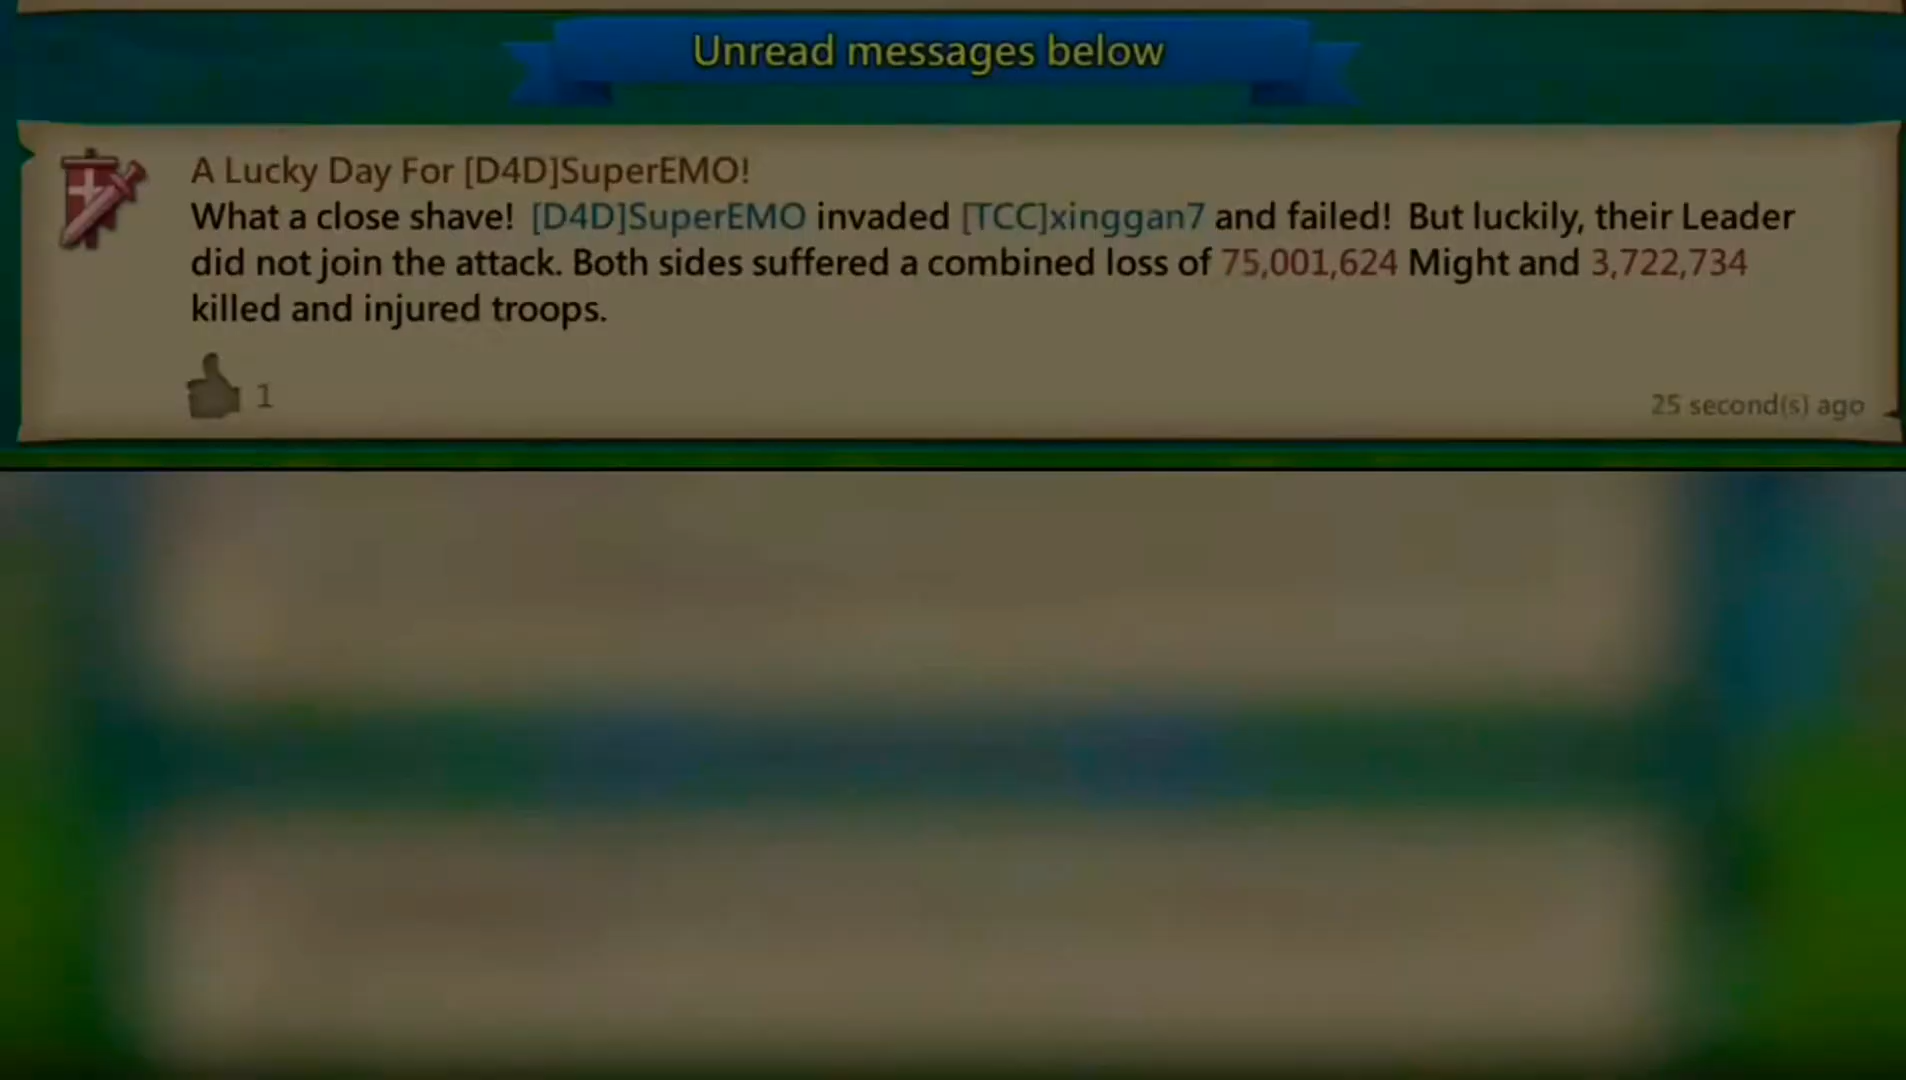 Unread messages below
A Lucky Day For [D4D]SuperEMO!
What a close shave! [D4D]SuperEMO invaded [TCC]xinggan7 and failed! But luckily, their Leader
did not join the attack. Both sides suffered a combined loss of 75,001,624 Might and 3,722,734
killed and injured troops.
1
25 second(s) ago